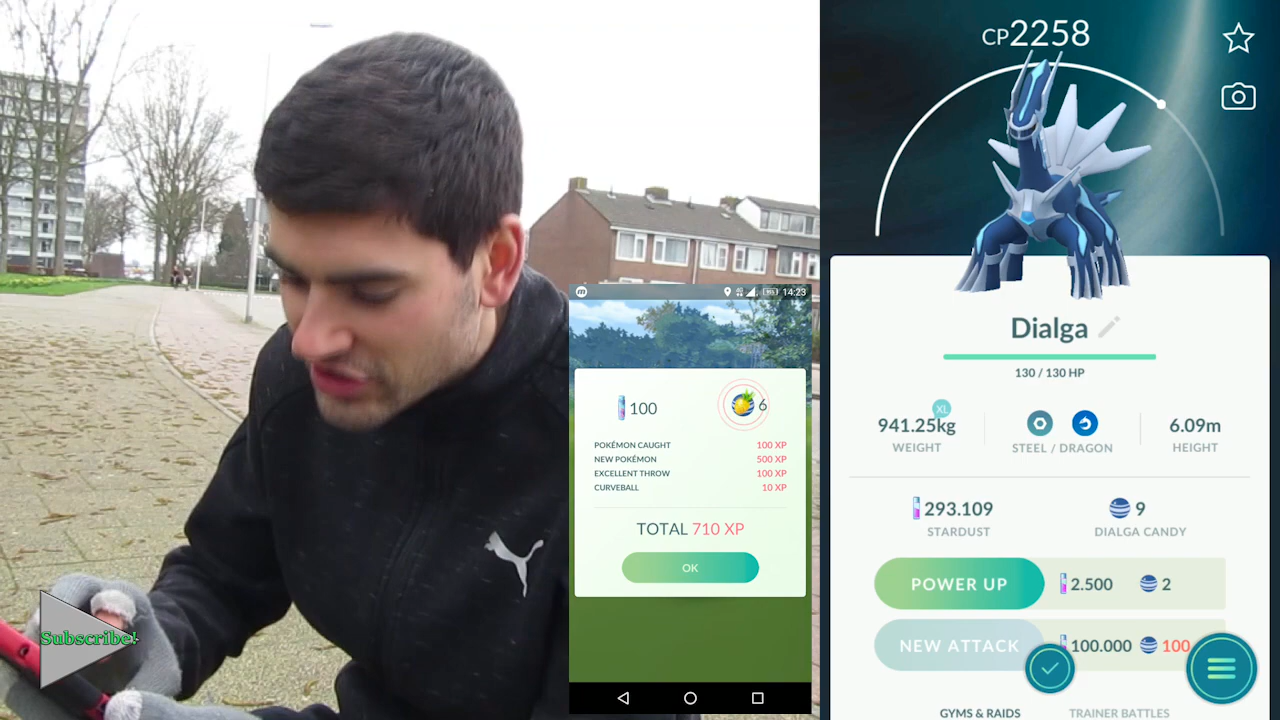 Subscribe!
14:23
100
6
POKÉMON CAUGHT 100 XP
NEW POKÉMON 500 XP
EXCELLENT THROW 100 XP
CURVEBALL 10 XP
TOTAL 710 XP
OK
CP2258
Dialga
130 / 130 HP
XL
941.25kg
WEIGHT
STEEL / DRAGON
6.09m
HEIGHT
293.109
STARDUST
9
DIALGA CANDY
POWER UP 2.500 2
NEW ATTACK 100.000 100
GYMS & RAIDS TRAINER BATTLES